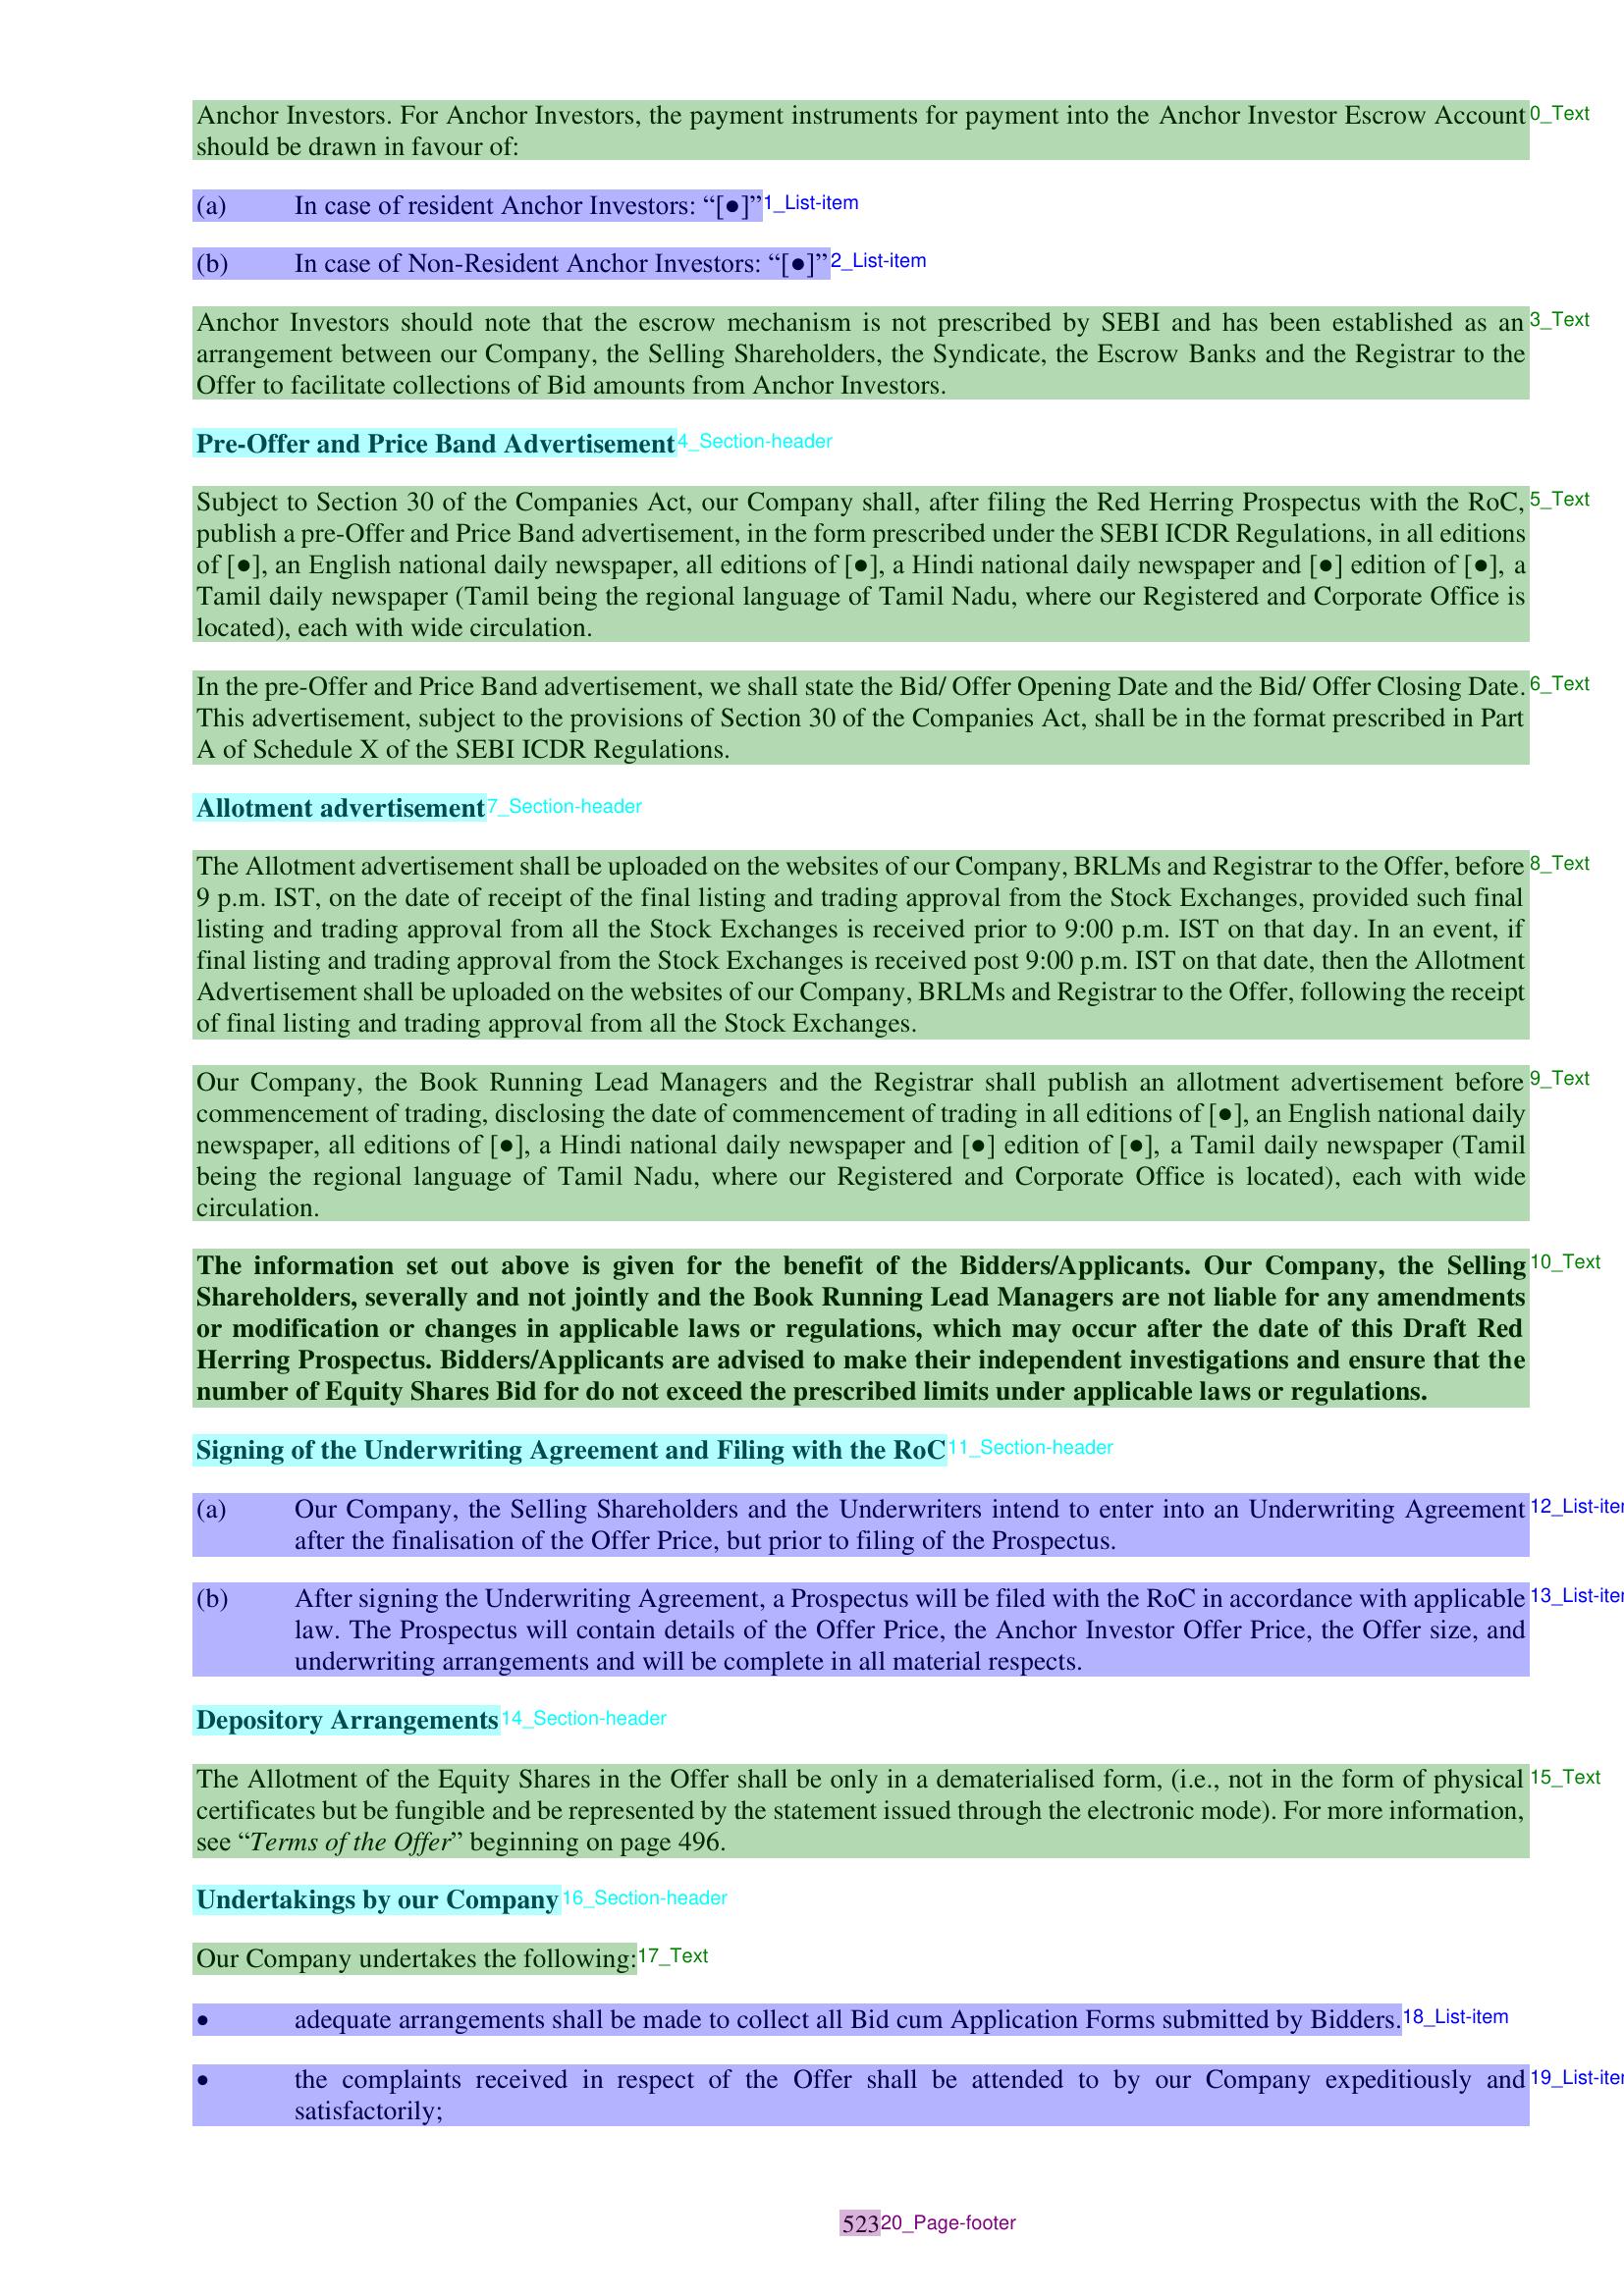 Anchor Investors. For Anchor Investors, the payment instruments for payment into the Anchor Investor Escrow Account 0_Text
should be drawn in favour of:
(a) In case of resident Anchor Investors: “[●]” 1_List-item
(b) In case of Non-Resident Anchor Investors: “[●]” 2_List-item
Anchor Investors should note that the escrow mechanism is not prescribed by SEBI and has been established as an 3_Text
arrangement between our Company, the Selling Shareholders, the Syndicate, the Escrow Banks and the Registrar to the
Offer to facilitate collections of Bid amounts from Anchor Investors.
Pre-Offer and Price Band Advertisement 4_Section-header
Subject to Section 30 of the Companies Act, our Company shall, after filing the Red Herring Prospectus with the RoC, 5_Text
publish a pre-Offer and Price Band advertisement, in the form prescribed under the SEBI ICDR Regulations, in all editions
of [●], an English national daily newspaper, all editions of [●], a Hindi national daily newspaper and [●] edition of [●], a
Tamil daily newspaper (Tamil being the regional language of Tamil Nadu, where our Registered and Corporate Office is
located), each with wide circulation.
In the pre-Offer and Price Band advertisement, we shall state the Bid/ Offer Opening Date and the Bid/ Offer Closing Date. 6_Text
This advertisement, subject to the provisions of Section 30 of the Companies Act, shall be in the format prescribed in Part
A of Schedule X of the SEBI ICDR Regulations.
Allotment advertisement 7_Section-header
The Allotment advertisement shall be uploaded on the websites of our Company, BRLMs and Registrar to the Offer, before 8_Text
9 p.m. IST, on the date of receipt of the final listing and trading approval from the Stock Exchanges, provided such final
listing and trading approval from all the Stock Exchanges is received prior to 9:00 p.m. IST on that day. In an event, if
final listing and trading approval from the Stock Exchanges is received post 9:00 p.m. IST on that date, then the Allotment
Advertisement shall be uploaded on the websites of our Company, BRLMs and Registrar to the Offer, following the receipt
of final listing and trading approval from all the Stock Exchanges.
Our Company, the Book Running Lead Managers and the Registrar shall publish an allotment advertisement before 9_Text
commencement of trading, disclosing the date of commencement of trading in all editions of [●], an English national daily
newspaper, all editions of [●], a Hindi national daily newspaper and [●] edition of [●], a Tamil daily newspaper (Tamil
being the regional language of Tamil Nadu, where our Registered and Corporate Office is located), each with wide
circulation.
The information set out above is given for the benefit of the Bidders/Applicants. Our Company, the Selling 10_Text
Shareholders, severally and not jointly and the Book Running Lead Managers are not liable for any amendments
or modification or changes in applicable laws or regulations, which may occur after the date of this Draft Red
Herring Prospectus. Bidders/Applicants are advised to make their independent investigations and ensure that the
number of Equity Shares Bid for do not exceed the prescribed limits under applicable laws or regulations.
Signing of the Underwriting Agreement and Filing with the RoC 11_Section-header
(a) Our Company, the Selling Shareholders and the Underwriters intend to enter into an Underwriting Agreement 12_List-iter
after the finalisation of the Offer Price, but prior to filing of the Prospectus.
(b) After signing the Underwriting Agreement, a Prospectus will be filed with the RoC in accordance with applicable 13_List-iter
law. The Prospectus will contain details of the Offer Price, the Anchor Investor Offer Price, the Offer size, and
underwriting arrangements and will be complete in all material respects.
Depository Arrangements 14_Section-header
The Allotment of the Equity Shares in the Offer shall be only in a dematerialised form, (i.e., not in the form of physical 15_Text
certificates but be fungible and be represented by the statement issued through the electronic mode). For more information,
see “Terms of the Offer” beginning on page 496.
Undertakings by our Company 16_Section-header
Our Company undertakes the following: 17_Text
● adequate arrangements shall be made to collect all Bid cum Application Forms submitted by Bidders. 18_List-item
● the complaints received in respect of the Offer shall be attended to by our Company expeditiously and 19_List-iter
satisfactorily;
523 20_Page-footer